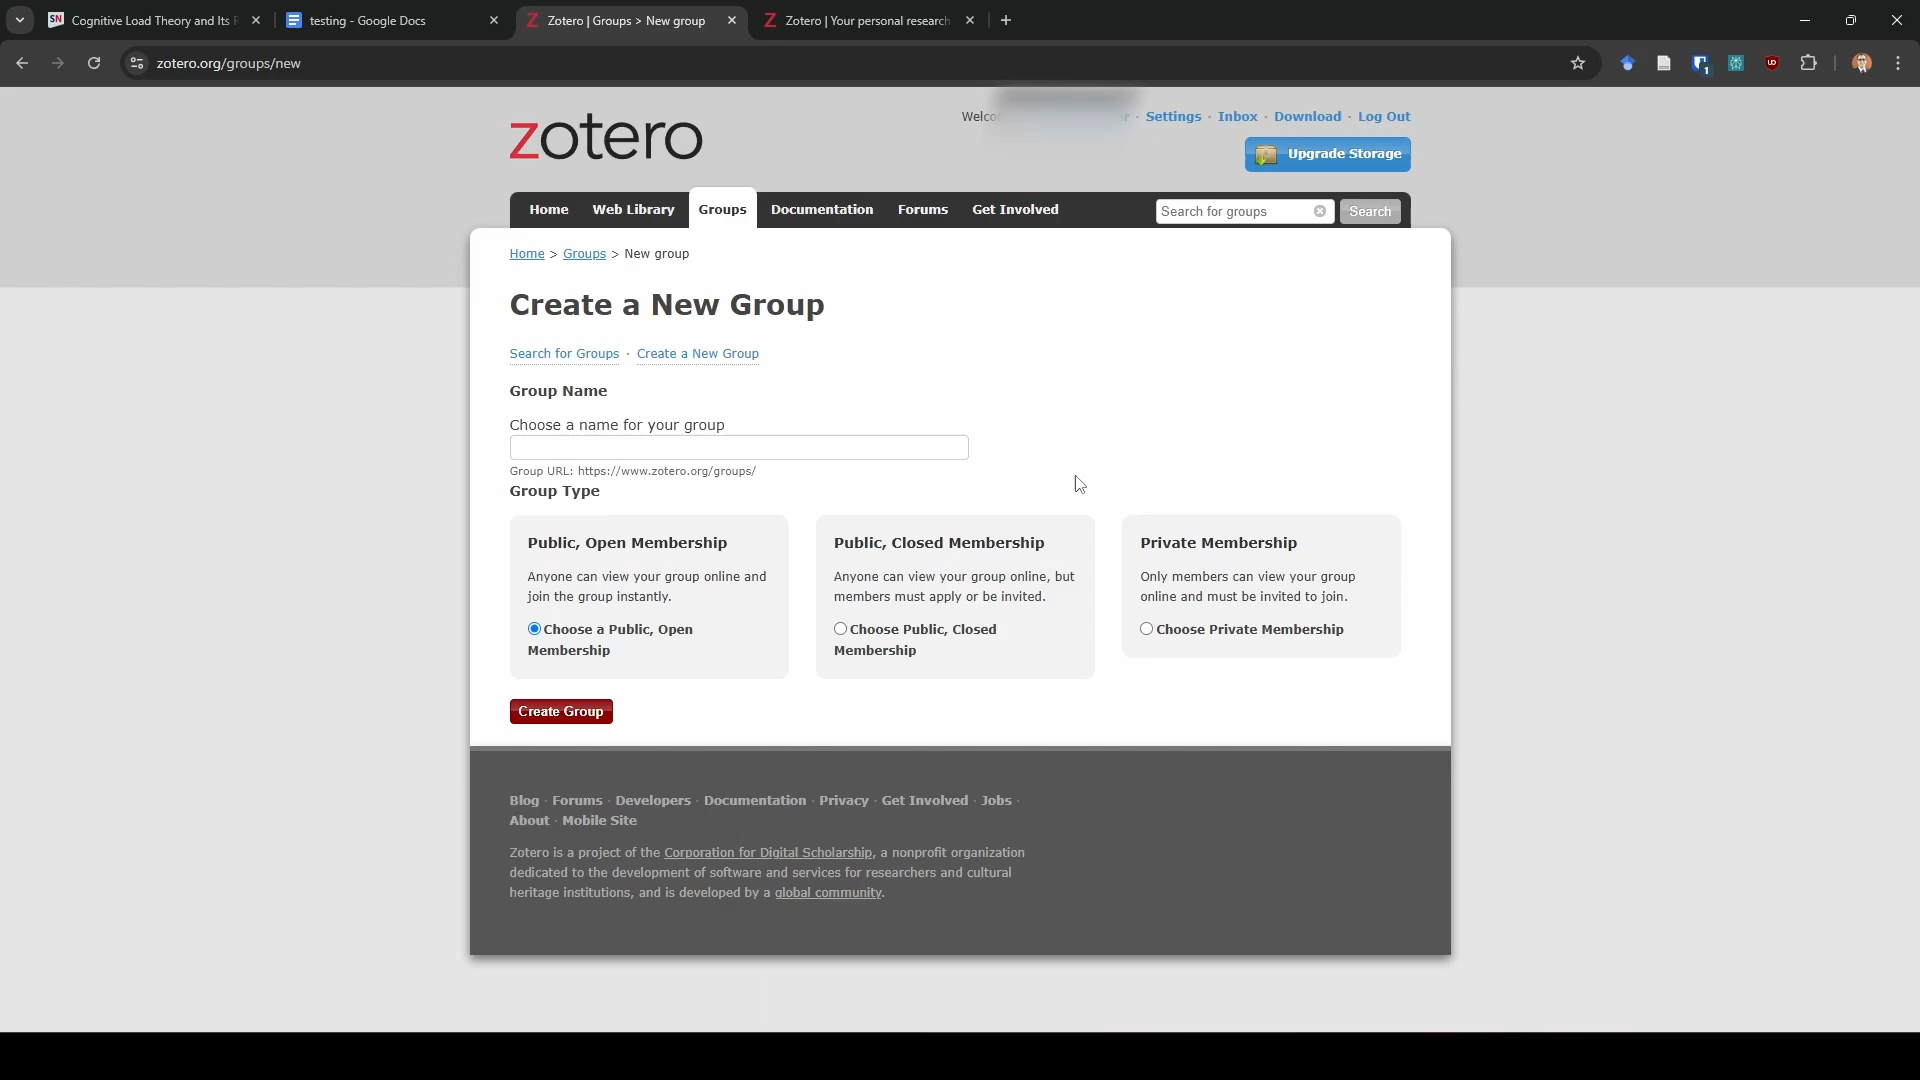 Cognitive Load Theory and Its
testing - Google Docs
Zotero | Groups > New group
Zotero | Your personal research
zotero.org/groups/new
1
zotero
Settings · Inbox · Download · Log Out
Upgrade Storage
Home Web Library Groups Documentation Forums Get Involved
Search for groups
Search
Home > Groups > New group
Create a New Group
Search for Groups · Create a New Group
Group Name
Choose a name for your group
Group URL: https://www.zotero.org/groups/
Group Type
Public, Open Membership
Anyone can view your group online and
join the group instantly.
Choose a Public, Open
Membership
Public, Closed Membership
Anyone can view your group online, but
members must apply or be invited.
Choose Public, Closed
Membership
Private Membership
Only members can view your group
online and must be invited to join.
Choose Private Membership
Create Group
Blog · Forums · Developers · Documentation · Privacy · Get Involved · Jobs ·
About · Mobile Site
Zotero is a project of the Corporation for Digital Scholarship, a nonprofit organization
dedicated to the development of software and services for researchers and cultural
heritage institutions, and is developed by a global community.